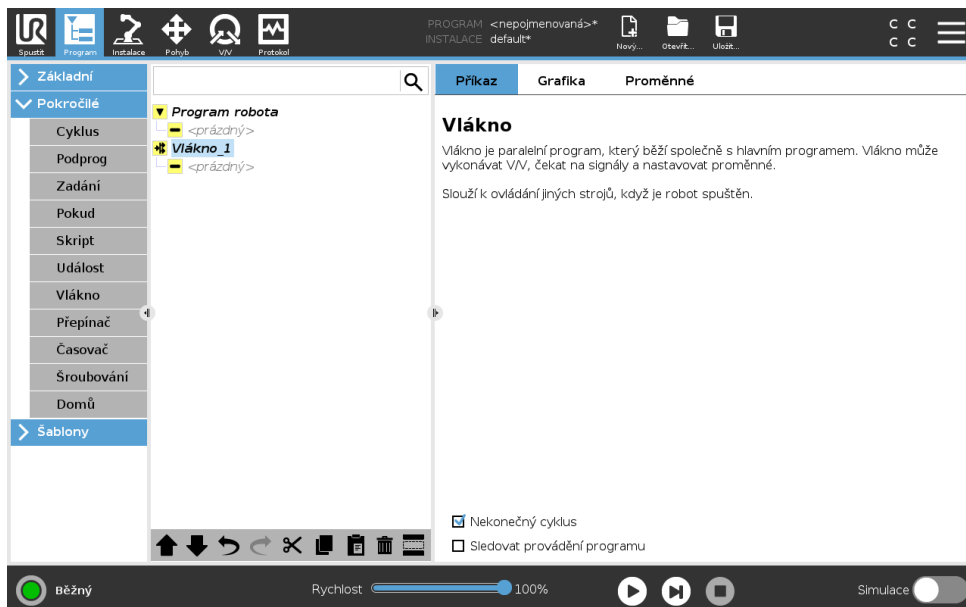 PROGRAM <nepojmenovaná>*
INSTALACE default*
Spustit Program Instalace Pohyb V/V Protokol Nový... Otevřít... Uložit...
C C
C C
Základní
Pokročilé
Cyklus
Podprog
Zadání
Pokud
Skript
Událost
Vlákno
Přepínač
Časovač
Šroubování
Domů
Šablony
Program robota
<prázdný>
Vlákno_1
<prázdný>
Příkaz Grafika Proměnné
Vlákno
Vlákno je paralelní program, který běží společně s hlavním programem. Vlákno může
vykonávat V/V, čekat na signály a nastavovat proměnné.
Slouží k ovládání jiných strojů, když je robot spuštěn.
Nekonečný cyklus
Sledovat provádění programu
Běžný Rychlost 100% Simulace